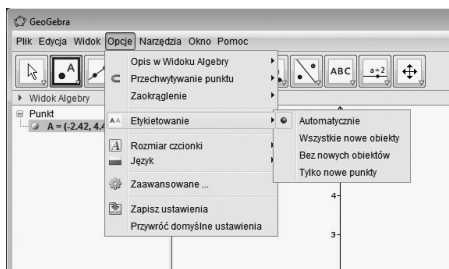 GeoGebra
Plik Edycja Widok Opcje Narzędzia Okno Pomoc
A ABC a=2
Widok Algebry
Opis w Widoku Algebry
Przechwytywanie punktu
Zaokrąglenie
Punkt
A = (-2.42, 4.4
AA Etykietowanie
Automatycznie
Wszystkie nowe obiekty
Bez nowych obiektów
Tylko nowe punkty
A Rozmiar czcionki
Język
Zaawansowane ...
4
Zapisz ustawienia
Przywróć domyślne ustawienia
3